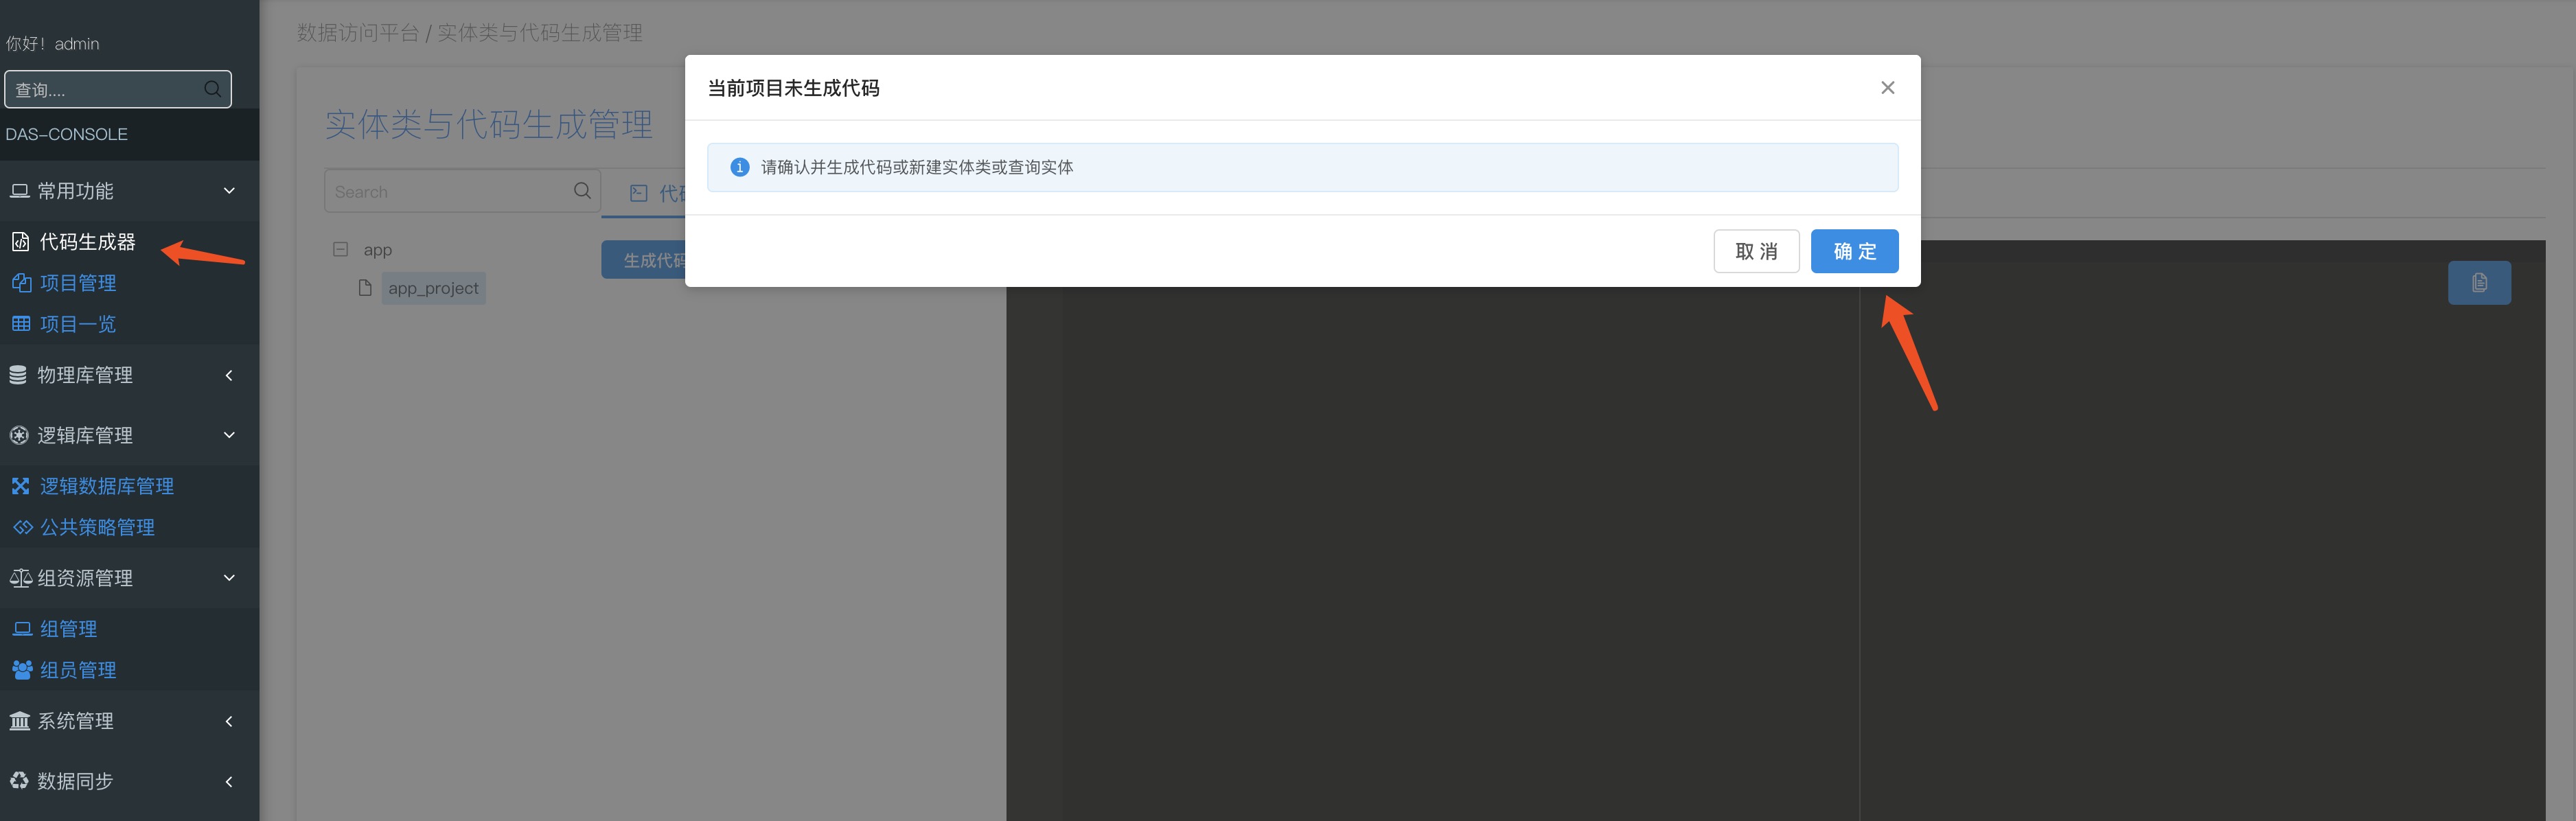 你好！admin
查询....
DAS-CONSOLE
常用功能
代码生成器
项目管理
项目一览
物理库管理
逻辑库管理
逻辑数据库管理
公共策略管理
组资源管理
组管理
组员管理
系统管理
数据同步
数据访问平台 / 实体类与代码生成管理
实体类与代码生成管理
Search
app
app_project
代
生成代码
当前项目未生成代码
请确认并生成代码或新建实体类或查询实体
取 消
确 定